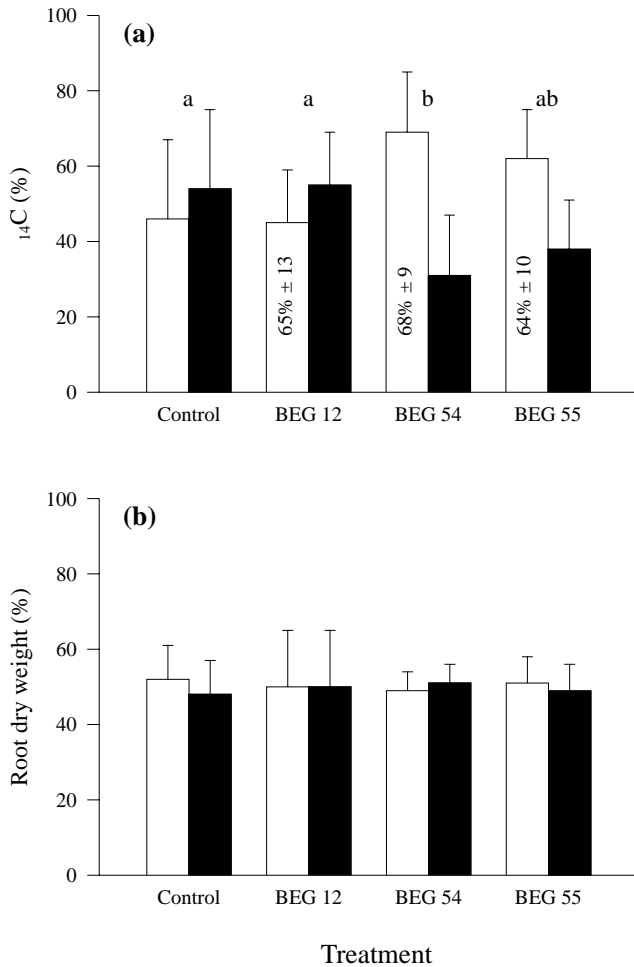 (a)
100
80
60
40
20
0
14C (%)
a a b ab
65% ± 13
68% ± 9
64% ± 10
Control BEG 12 BEG 54 BEG 55
(b)
100
80
60
40
20
0
Root dry weight (%)
Control BEG 12 BEG 54 BEG 55
Treatment